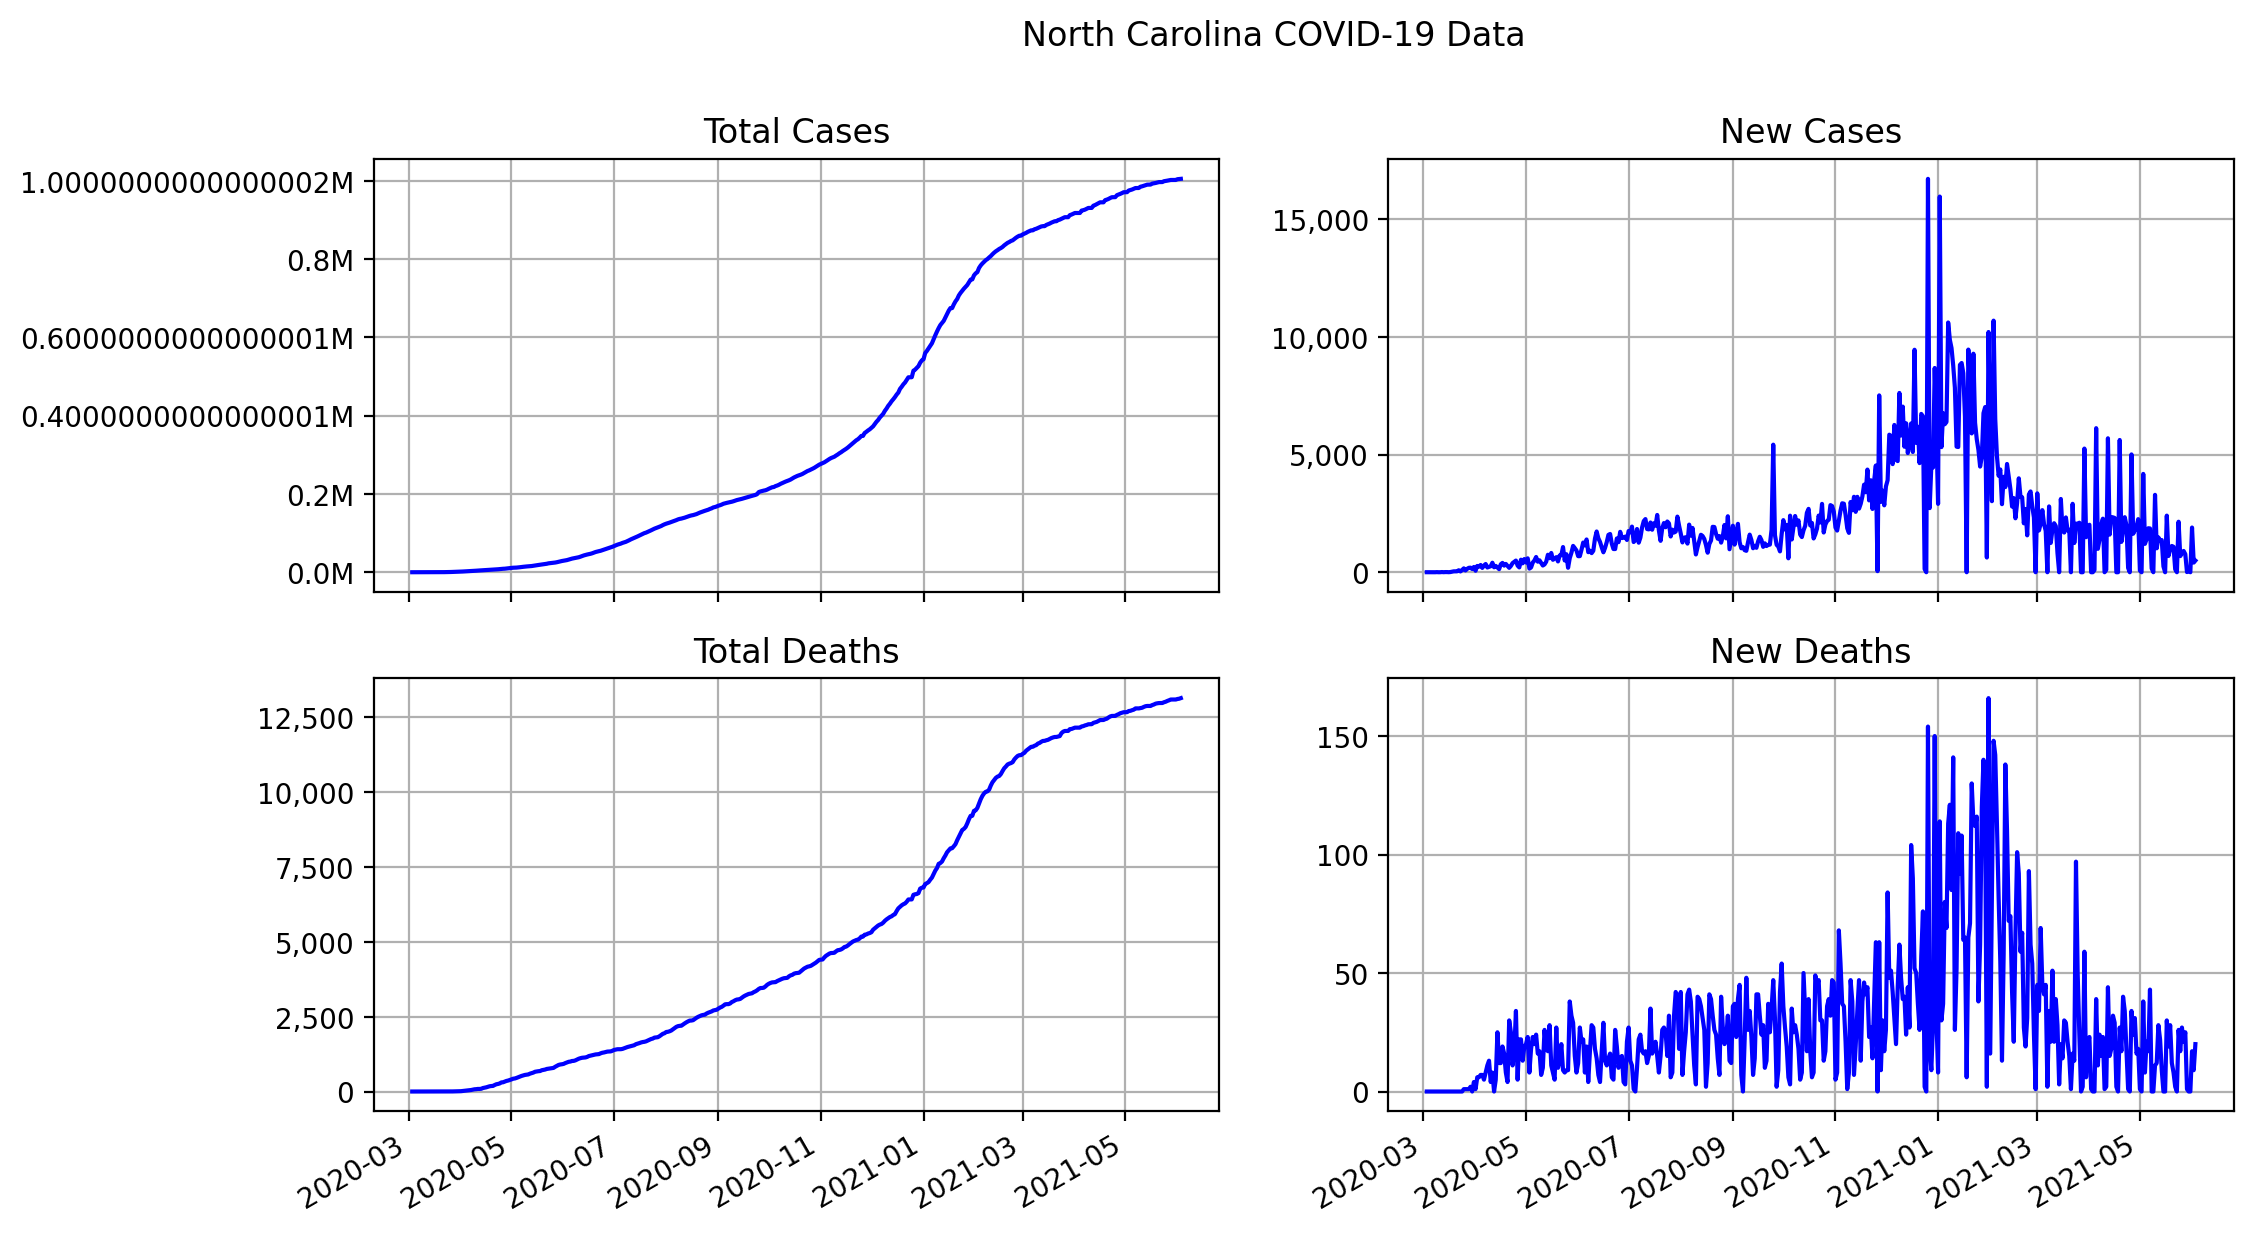 North Carolina COVID-19 Data
Total Cases
1.0000000000000002M
0.8M
0.6000000000000001M
0.4000000000000001M
0.2M
0.0M
New Cases
15,000
10,000
5,000
0
Total Deaths
12,500
10,000
7,500
5,000
2,500
0
2020-03
2020-05
2020-07
2020-09
2020-11
2021-01
2021-03
2021-05
New Deaths
150
100
50
0
2020-03
2020-05
2020-07
2020-09
2020-11
2021-01
2021-03
2021-05